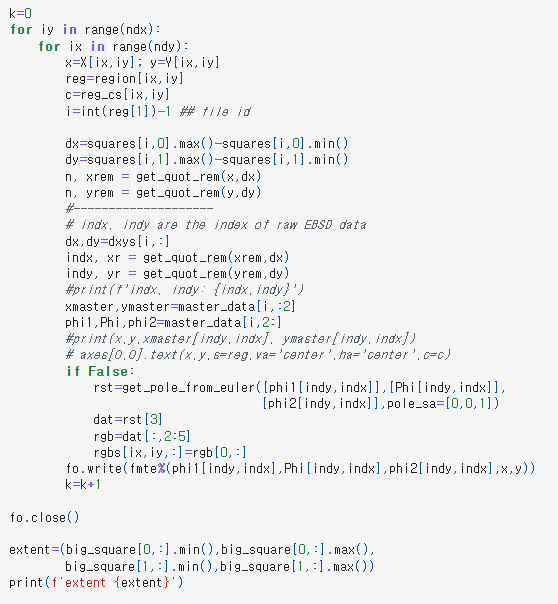 k=0
for iy in range(ndx):
    for ix in range(ndy):
        x=X[ix,iy]; y=Y[ix,iy]
        reg=region[ix,iy]
        c=reg_cs[ix,iy]
        i=int(reg[1])-1 ## file id

        dx=squares[i,0].max()-squares[i,0].min()
        dy=squares[i,1].max()-squares[i,1].min()
        n, xrem = get_quot_rem(x,dx)
        n, yrem = get_quot_rem(y,dy)
        #--------------------
        # indx, indy are the index of raw EBSD data
        dx,dy=dxys[i,:]
        indx, xr = get_quot_rem(xrem,dx)
        indy, yr = get_quot_rem(yrem,dy)
        #print(f'indx, indy: {indx,indy}')
        xmaster,ymaster=master_data[i,:2]
        phi1,Phi,phi2=master_data[i,2:]
        #print(x,y,xmaster[indy,indx], ymaster[indy,indx])
        # axes[0,0].text(x,y,s=reg,va='center',ha='center',c=c)
        if False:
            rst=get_pole_from_euler([phi1[indy,indx]],[Phi[indy,indx]],
                                    [phi2[indy,indx]],pole_sa=[0,0,1])
            dat=rst[3]
            rgb=dat[:,2:5]
            rgbs[ix,iy,:]=rgb[0,:]
        fo.write(fmte%(phi1[indy,indx],Phi[indy,indx],phi2[indy,indx],x,y))
        k=k+1

fo.close()

extent=(big_square[0,:].min(),big_square[0,:].max(),
        big_square[1,:].min(),big_square[1,:].max())
print(f'extent {extent}')